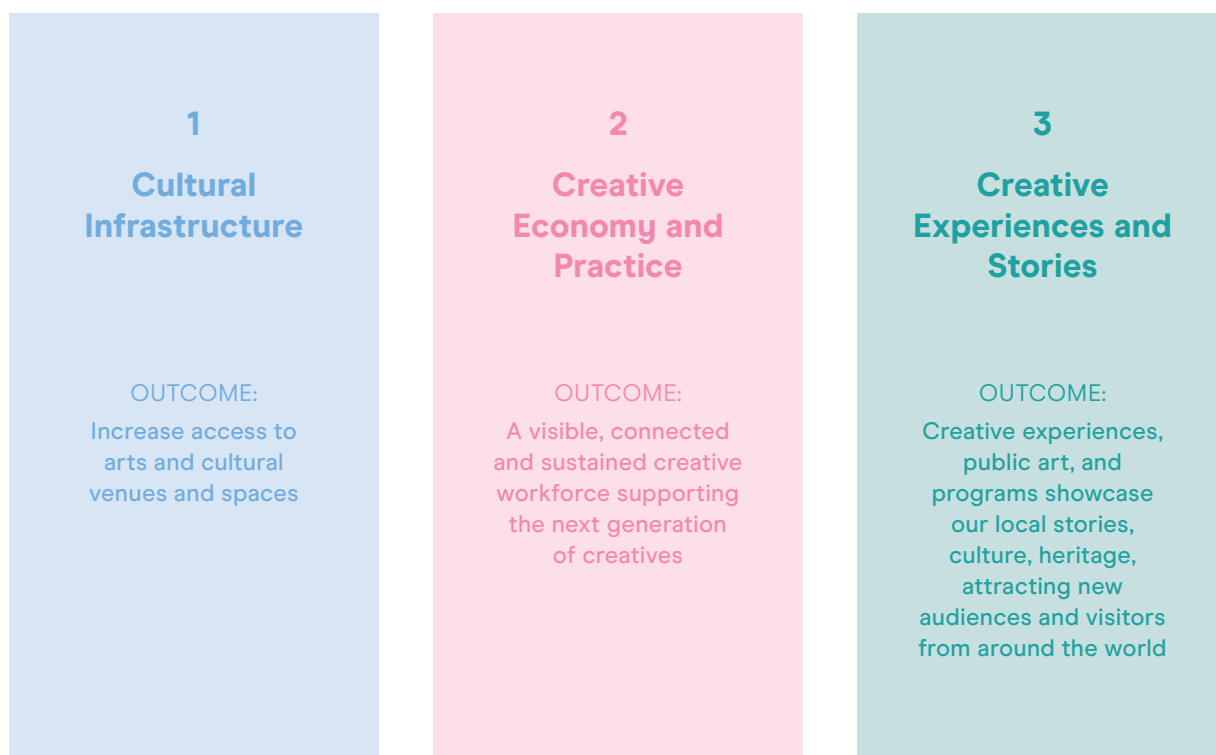 1
Cultural
Infrastructure
OUTCOME:
Increase access to
arts and cultural
venues and spaces
2
Creative
Economy and
Practice
OUTCOME:
A visible, connected
and sustained creative
workforce supporting
the next generation
of creatives
3
Creative
Experiences and
Stories
OUTCOME:
Creative experiences,
public art, and
programs showcase
our local stories,
culture, heritage,
attracting new
audiences and visitors
from around the world